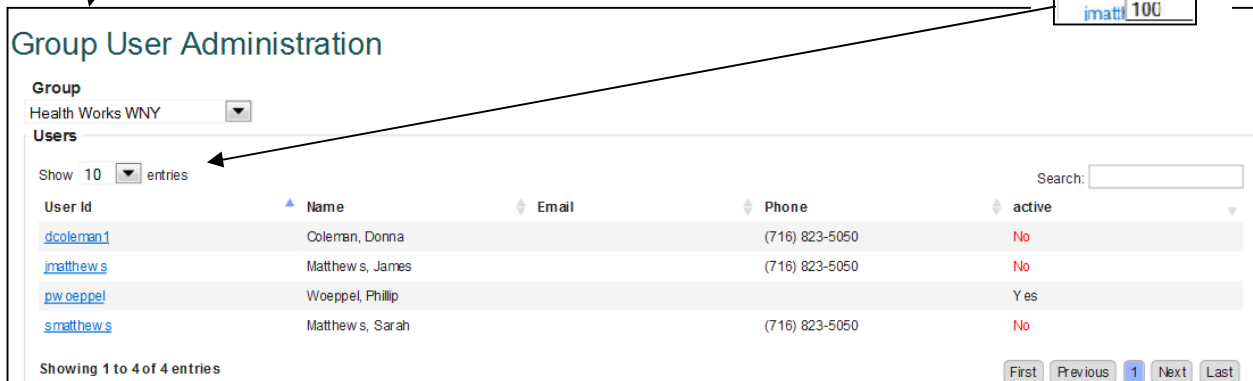 jmatth 100
Group User Administration
Group
Health Works WNY
Users
Show 10 entries Search:
User Id Name Email Phone active
dcoleman1 Coleman, Donna (716) 823-5050 No
jmatthews Matthews, James (716) 823-5050 No
pwoeppel Woeppel, Phillip Yes
smatthews Matthews, Sarah (716) 823-5050 No
Showing 1 to 4 of 4 entries First Previous 1 Next Last